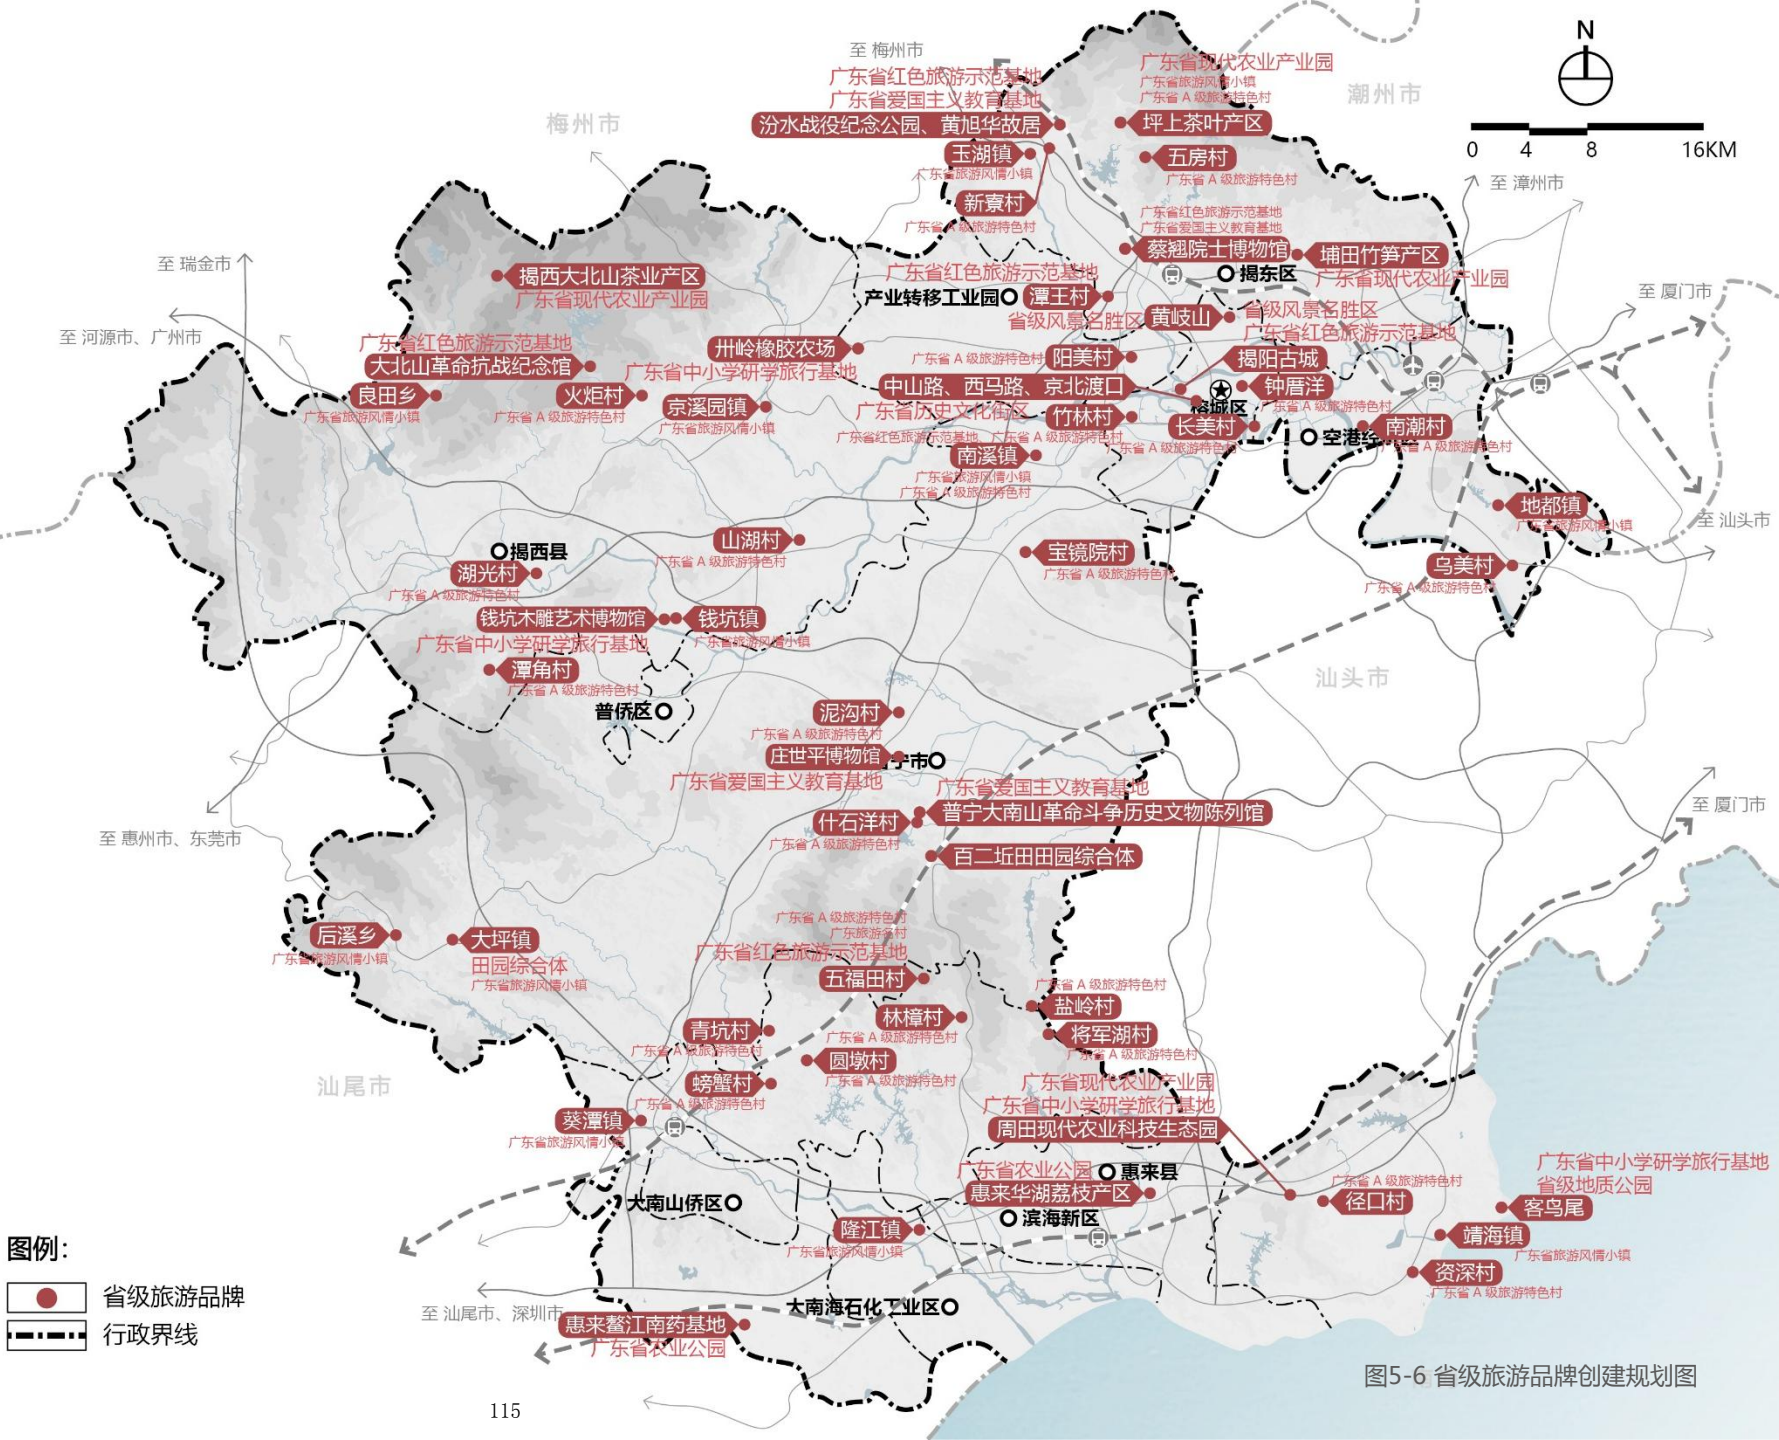 N
0 4 8 16KM
至 梅州市
广东省红色旅游示范基地
广东省爱国主义教育基地
汾水战役纪念公园、黄旭华故居
玉湖镇
广东省旅游风情小镇
新寮村
广东省 A 级旅游特色村
广东省现代农业产业园
广东省旅游风情小镇
广东省 A 级旅游特色村
坪上茶叶产区
五房村
广东省 A 级旅游特色村
潮州市
梅州市
至 漳州市
广东省红色旅游示范基地
广东省爱国主义教育基地
蔡翘院士博物馆
埔田竹笋产区
广东省现代农业产业园
揭东区
至 瑞金市
揭西大北山茶业产区
广东省现代农业产业园
广东省红色旅游示范基地
产业转移工业园
潭王村
省级风景名胜区
黄岐山
省级风景名胜区
广东省红色旅游示范基地
至 厦门市
至 河源市、广州市
广东省红色旅游示范基地
大北山革命抗战纪念馆
良田乡
广东省旅游风情小镇
火炬村
广东省 A 级旅游特色村
卅岭橡胶农场
广东省中小学研学旅行基地
京溪园镇
广东省旅游风情小镇
广东省 A 级旅游特色村
阳美村
揭阳古城
中山路、西马路、京北渡口
广东省历史文化街区
钟厝洋
广东省 A 级旅游特色村
榕城区
竹林村
广东省红色旅游示范基地、广东省 A 级旅游特色村
长美村
广东省 A 级旅游特色村
南潮村
广东省 A 级旅游特色村
空港经
南溪镇
广东省旅游风情小镇
广东省 A 级旅游特色村
地都镇
广东省旅游风情小镇
至 汕头市
山湖村
广东省 A 级旅游特色村
宝镜院村
广东省 A 级旅游特色村
乌美村
广东省 A 级旅游特色村
揭西县
湖光村
广东省 A 级旅游特色村
钱坑木雕艺术博物馆
广东省中小学研学旅行基地
钱坑镇
广东省旅游风情小镇
潭角村
广东省 A 级旅游特色村
普侨区
汕头市
泥沟村
广东省 A 级旅游特色村
庄世平博物馆
广东省爱国主义教育基地
宁市
广东省爱国主义教育基地
普宁大南山革命斗争历史文物陈列馆
什石洋村
广东省 A 级旅游特色村
百二坵田田园综合体
至 厦门市
至 惠州市、东莞市
后溪乡
广东省旅游风情小镇
大坪镇
田园综合体
广东省旅游风情小镇
广东省 A 级旅游特色村
广东旅游名村
广东省红色旅游示范基地
五福田村
林樟村
广东省 A 级旅游特色村
广东省 A 级旅游特色村
盐岭村
将军湖村
广东省 A 级旅游特色村
青坑村
广东省 A 级旅游特色村
圆墩村
广东省 A 级旅游特色村
螃蟹村
广东省 A 级旅游特色村
汕尾市
葵潭镇
广东省旅游风情小镇
广东省现代农业产业园
广东省中小学研学旅行基地
周田现代农业科技生态园
广东省农业公园
惠来县
惠来华湖荔枝产区
滨海新区
广东省 A 级旅游特色村
径口村
广东省中小学研学旅行基地
省级地质公园
客鸟尾
靖海镇
广东省旅游风情小镇
资深村
广东省 A 级旅游特色村
大南山侨区
隆江镇
广东省旅游风情小镇
大南海石化工业区
至 汕尾市、深圳市
惠来鳌江南药基地
广东省农业公园
图例：
省级旅游品牌
行政界线
图5-6 省级旅游品牌创建规划图
115